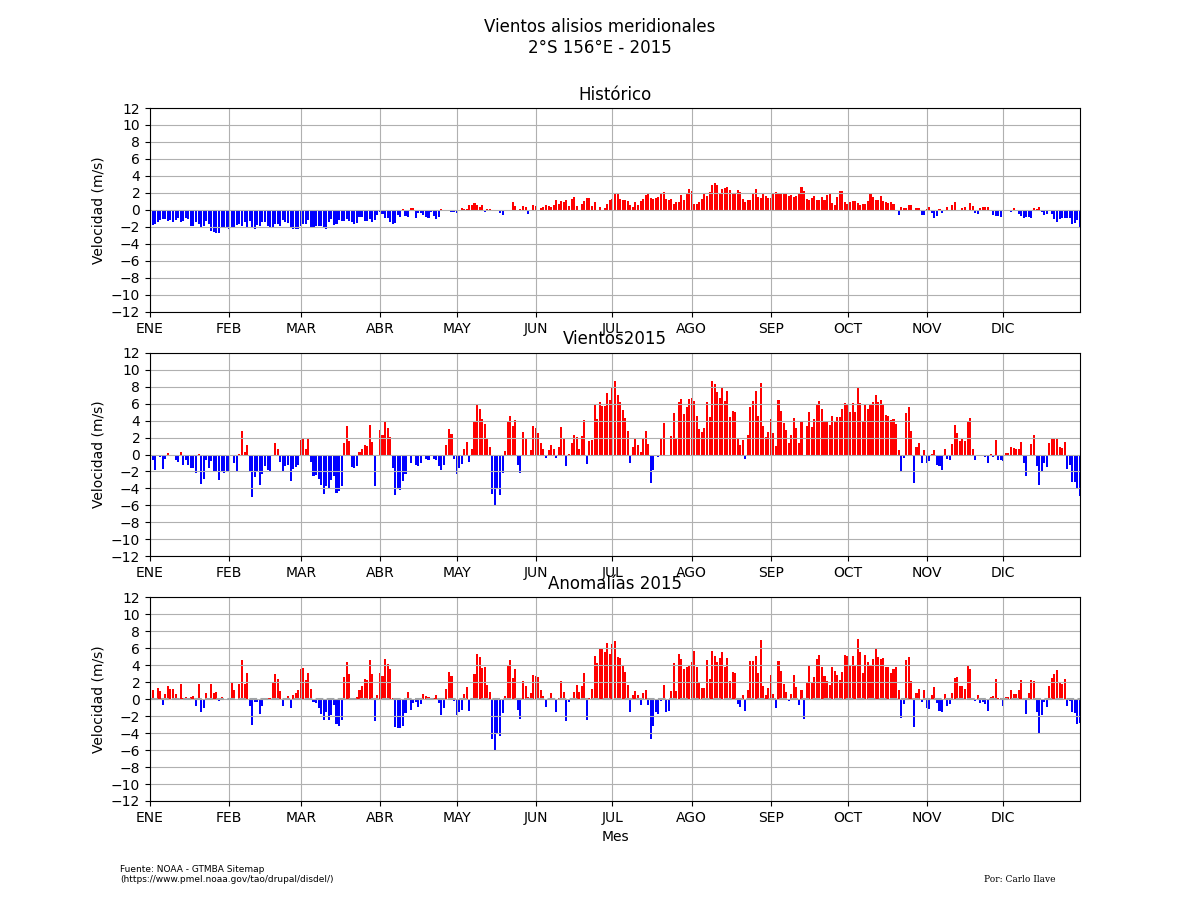 Vientos alisios meridionales
2°S 156°E - 2015
Histórico
12
10
8
6
4
2
0
−2
−4
−6
−8
−10
−12
Velocidad (m/s)
ENE FEB MAR ABR MAY JUN JUL AGO SEP OCT NOV DIC
Vientos2015
12
10
8
6
4
2
0
−2
−4
−6
−8
−10
−12
Velocidad (m/s)
ENE FEB MAR ABR MAY JUN JUL AGO SEP OCT NOV DIC
Anomalías 2015
12
10
8
6
4
2
0
−2
−4
−6
−8
−10
−12
Velocidad (m/s)
ENE FEB MAR ABR MAY JUN JUL AGO SEP OCT NOV DIC
Mes
Fuente: NOAA - GTMBA Sitemap
(https://www.pmel.noaa.gov/tao/drupal/disdel/)
Por: Carlo Ilave